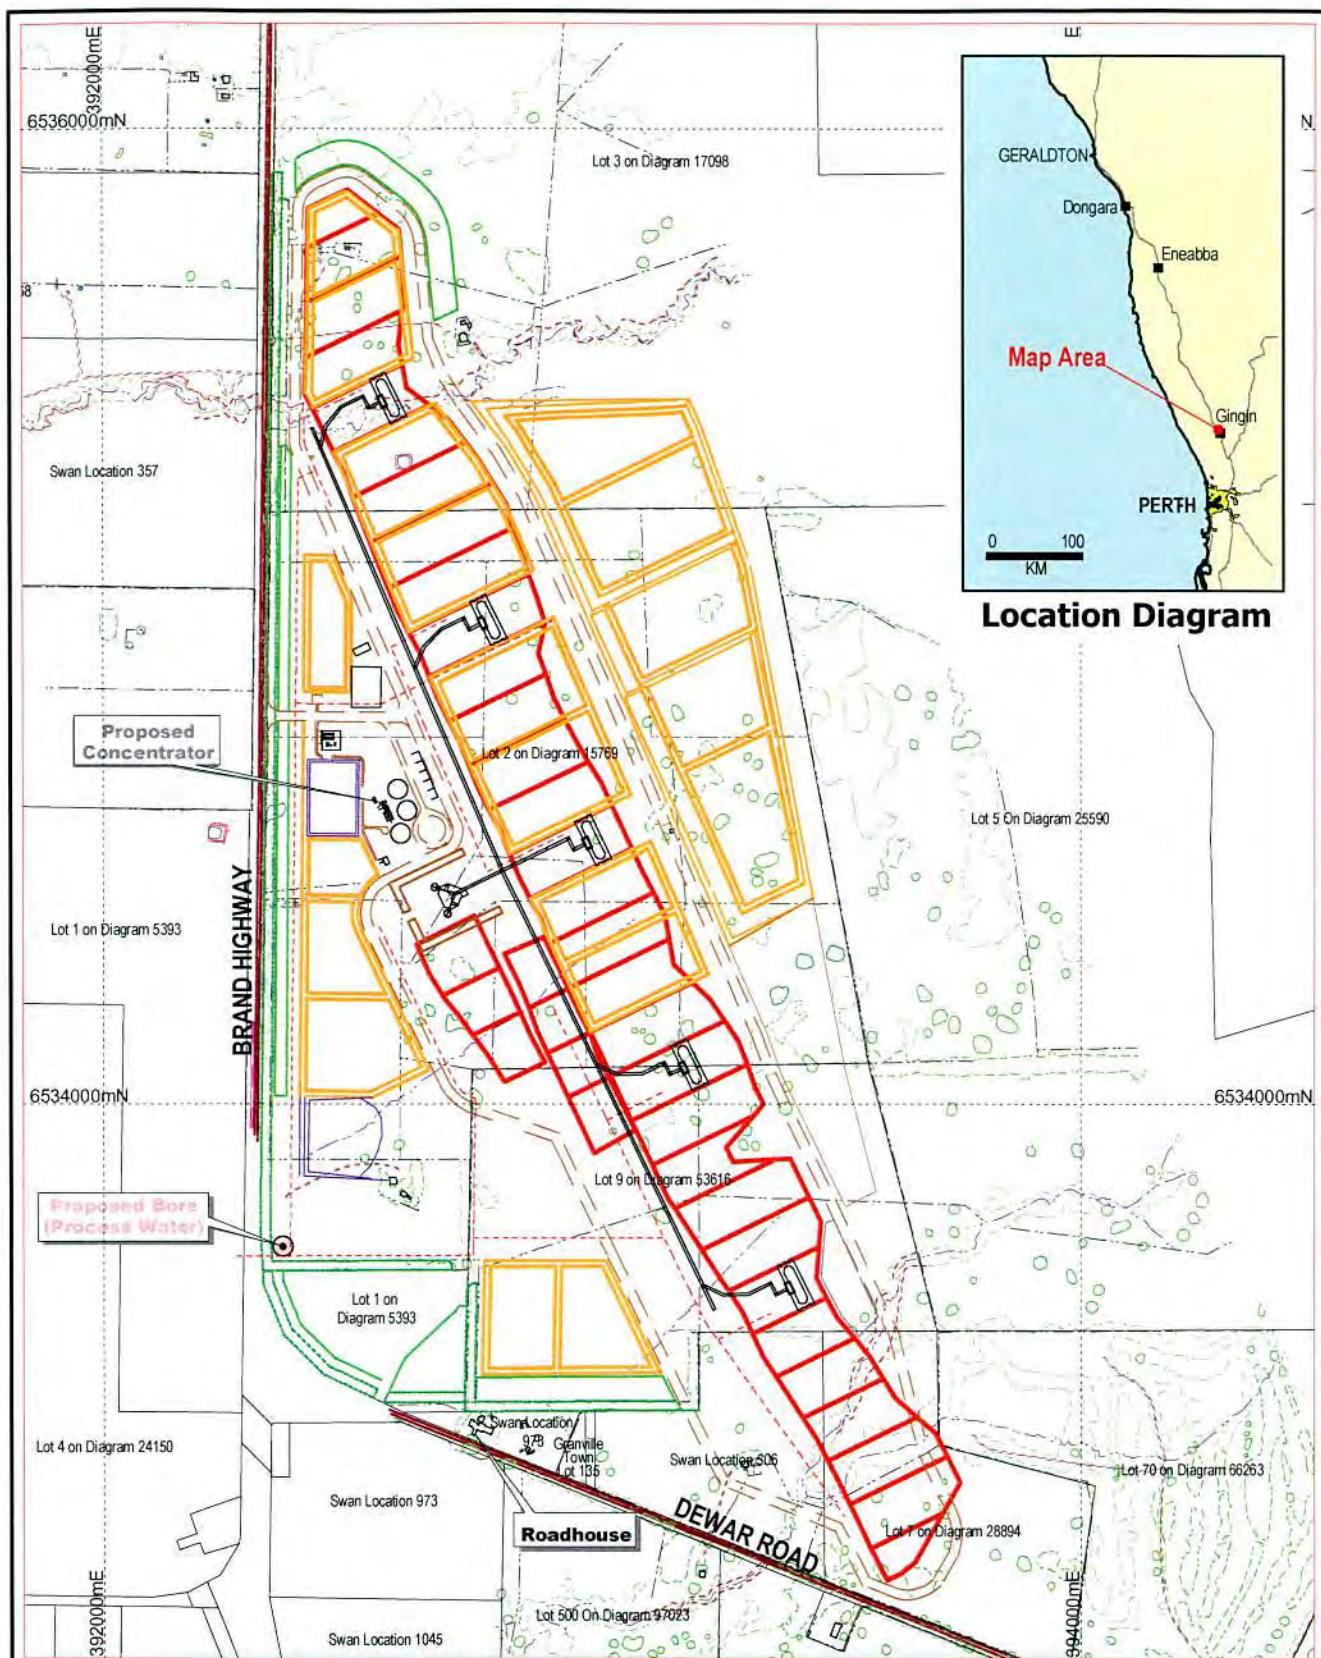 392000mE
E:
6536000mN
N
Lot 3 on Diagram 17098
GERALDTON
Dongara
Eneabba
Map Area
Gingin
PERTH
0 100
KM
Location Diagram
58
Swan Location 357
Proposed
Concentrator
Lot 2 on Diagram 15769
Lot 5 On Diagram 25590
Lot 1 on Diagram 5393
BRAND HIGHWAY
6534000mN
6534000mN
Lot 9 on Diagram 53616
Proposed Bore
(Process Water)
Lot 1 on
Diagram 5393
Lot 4 on Diagram 24150
Swan Location
973
Granville
Town
Lot 135
Swan Location 306
Lot 70 on Diagram 66263
Swan Location 973
Roadhouse
DEWAR ROAD
Lot 7 on Diagram 28894
Lot 500 On Diagram 97023
Swan Location 1045
392000mE
394000mE